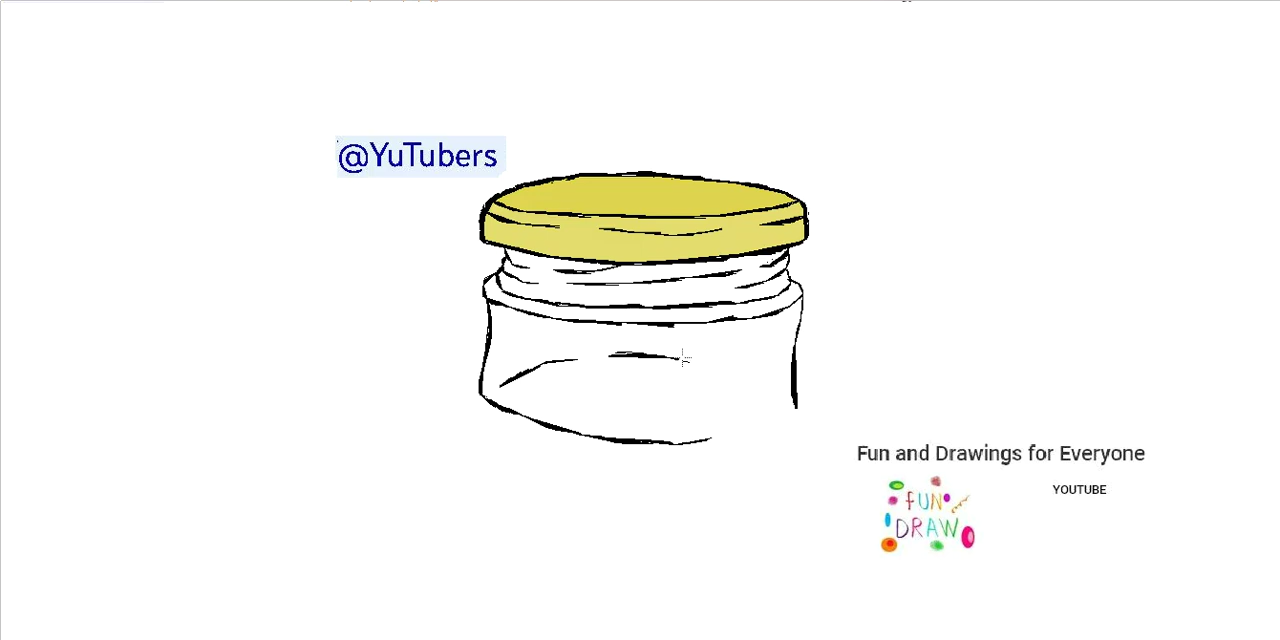 @YuTubers
Fun and Drawings for Everyone
YOUTUBE
FUN
DRAW